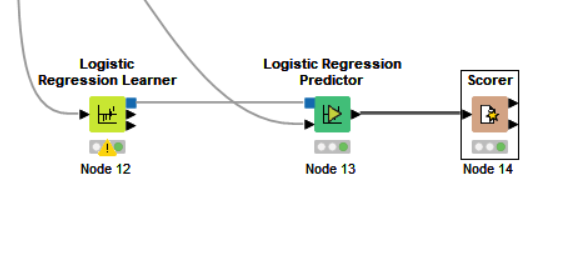 Logistic
Regression Learner
Node 12
Logistic Regression
Predictor
Node 13
Scorer
Node 14